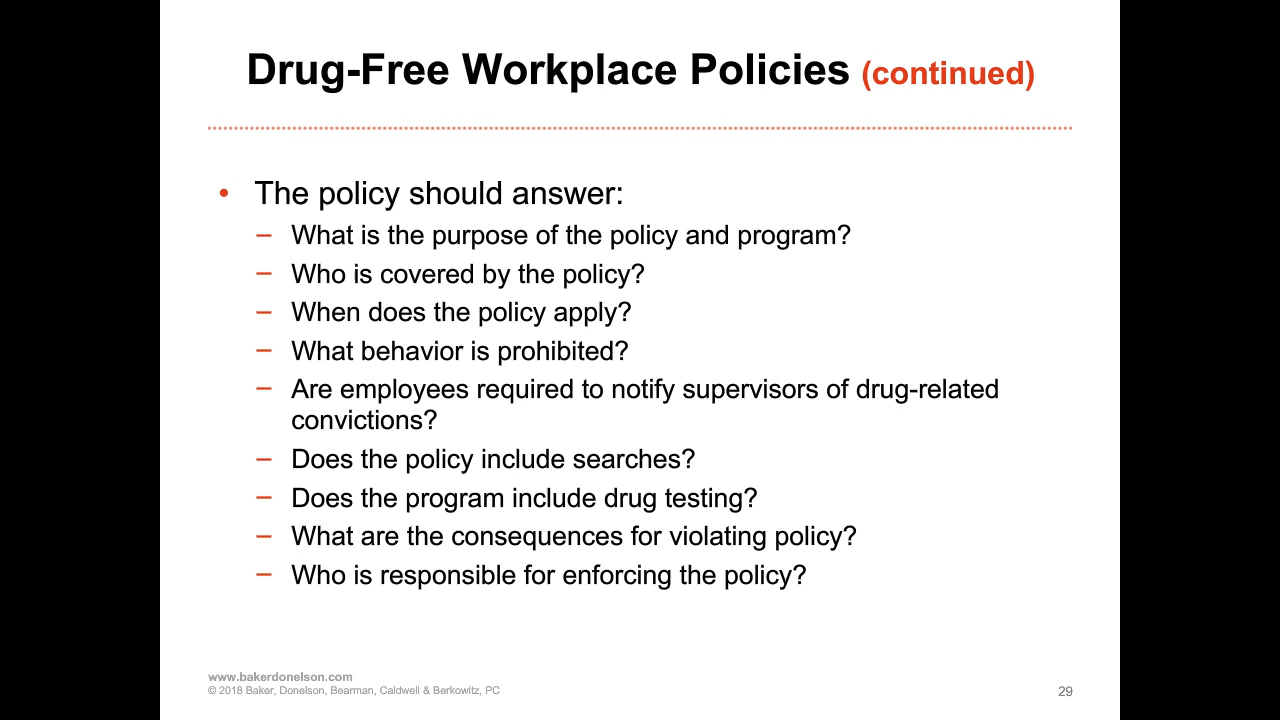 Drug-Free Workplace Policies (continued)
• The policy should answer:
– What is the purpose of the policy and program?
– Who is covered by the policy?
– When does the policy apply?
– What behavior is prohibited?
– Are employees required to notify supervisors of drug-related
convictions?
– Does the policy include searches?
– Does the program include drug testing?
– What are the consequences for violating policy?
– Who is responsible for enforcing the policy?
www.bakerdonelson.com
© 2018 Baker, Donelson, Bearman, Caldwell & Berkowitz, PC
29